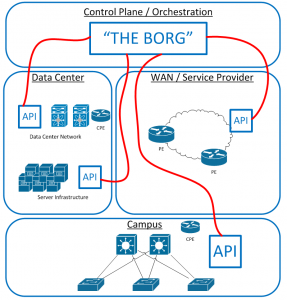 Control Plane / Orchestration
“THE BORG”
Data Center
API
CPE
Data Center Network
API
Server Infrastructure
WAN / Service Provider
API
PE
PE
Campus
CPE
API